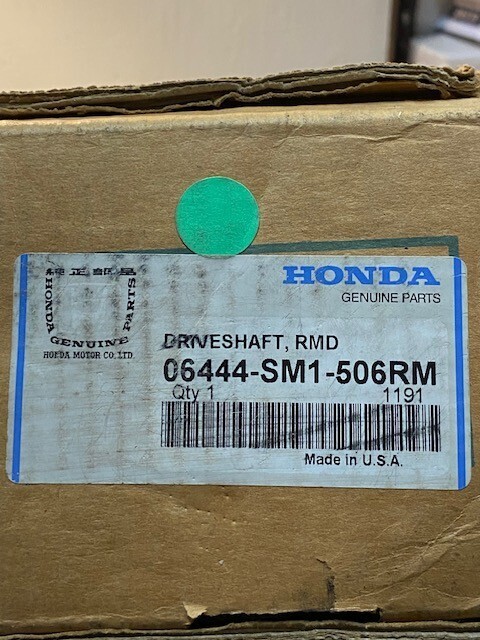 純正部品
HONDA
GENUINE
PARTS
HONDA MOTOR CO., LTD.
HONDA
GENUINE PARTS
DRIVESHAFT, RMD
06444-SM1-506RM
Qty 1 1191
Made in U.S.A.